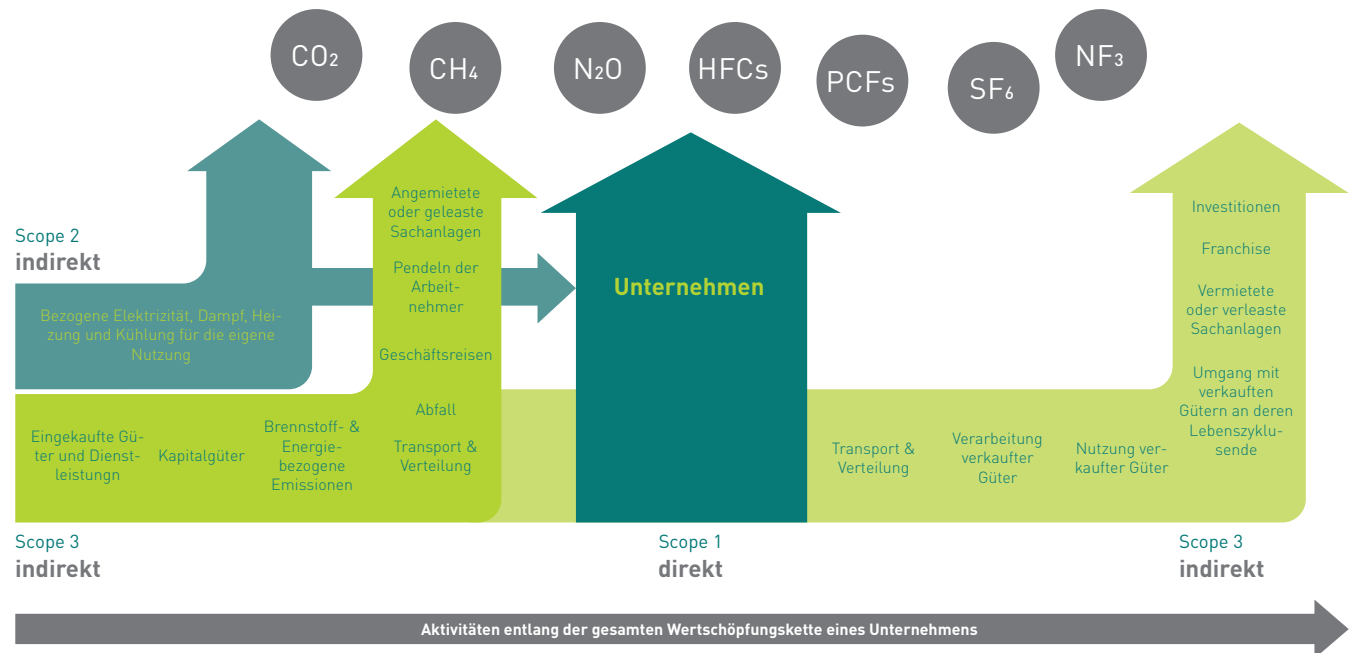 CO₂
CH₄
N₂O
HFCs
PCFs
SF₆
NF₃
Scope 2
indirekt
Bezogene Elektrizität, Dampf, Hei-
zung und Kühlung für die eigene
Nutzung
Angemietete
oder geleaste
Sachanlagen
Pendeln der
Arbeit-
nehmer
Geschäftsreisen
Abfall
Transport &
Verteilung
Eingekaufte Gü-
ter und Dienst-
leistungn
Kapitalgüter
Brennstoff- &
Energie-
bezogene
Emissionen
Unternehmen
Transport &
Verteilung
Verarbeitung
verkaufter
Güter
Nutzung ver-
kaufter Güter
Investitionen
Franchise
Vermietete
oder verleaste
Sachanlagen
Umgang mit
verkauften
Gütern an deren
Lebenszyklu-
sende
Scope 3
indirekt
Scope 1
direkt
Scope 3
indirekt
Aktivitäten entlang der gesamten Wertschöpfungskette eines Unternehmens